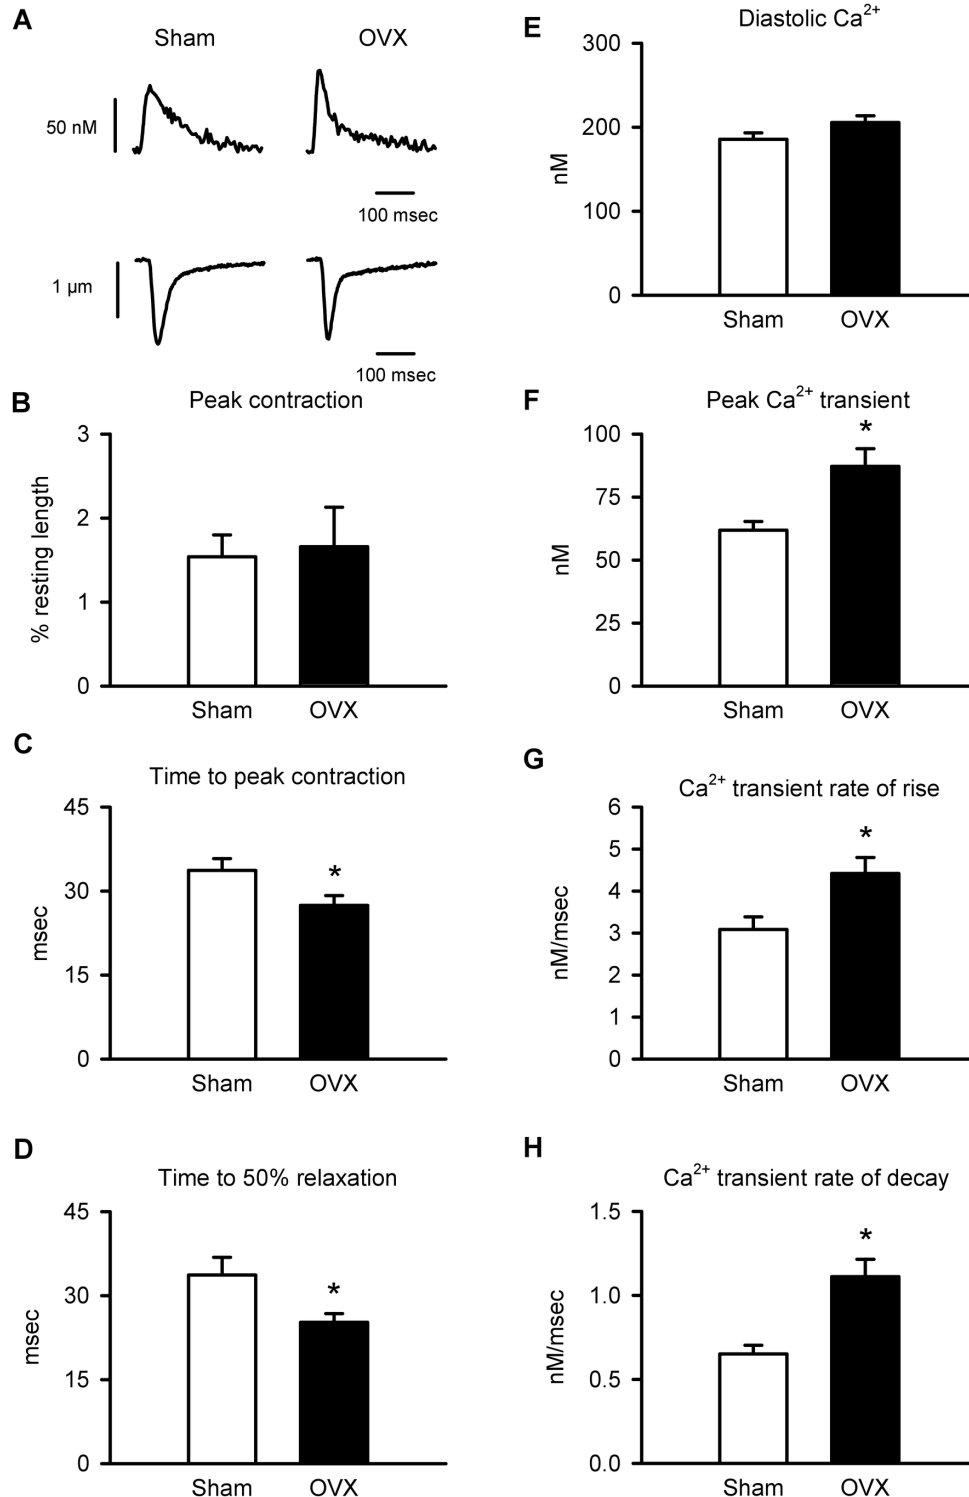 A
Sham
OVX
50 nM
100 msec
1 µm
100 msec
B
Peak contraction
% resting length
3
2
1
0
Sham
OVX
C
Time to peak contraction
msec
45
30
15
0
*
Sham
OVX
D
Time to 50% relaxation
msec
45
30
15
0
*
Sham
OVX
E
Diastolic Ca²⁺
nM
300
200
100
0
Sham
OVX
F
Peak Ca²⁺ transient
nM
100
75
50
25
0
*
Sham
OVX
G
Ca²⁺ transient rate of rise
nM/msec
6
5
4
3
2
1
0
*
Sham
OVX
H
Ca²⁺ transient rate of decay
nM/msec
1.5
1.0
0.5
0.0
*
Sham
OVX